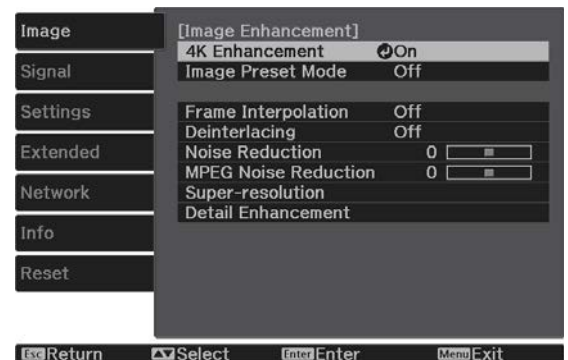 Image
Signal
Settings
Extended
Network
Info
Reset
[Image Enhancement]
4K Enhancement On
Image Preset Mode Off
Frame Interpolation Off
Deinterlacing Off
Noise Reduction 0
MPEG Noise Reduction 0
Super-resolution
Detail Enhancement
Esc Return Select Enter Enter Menu Exit